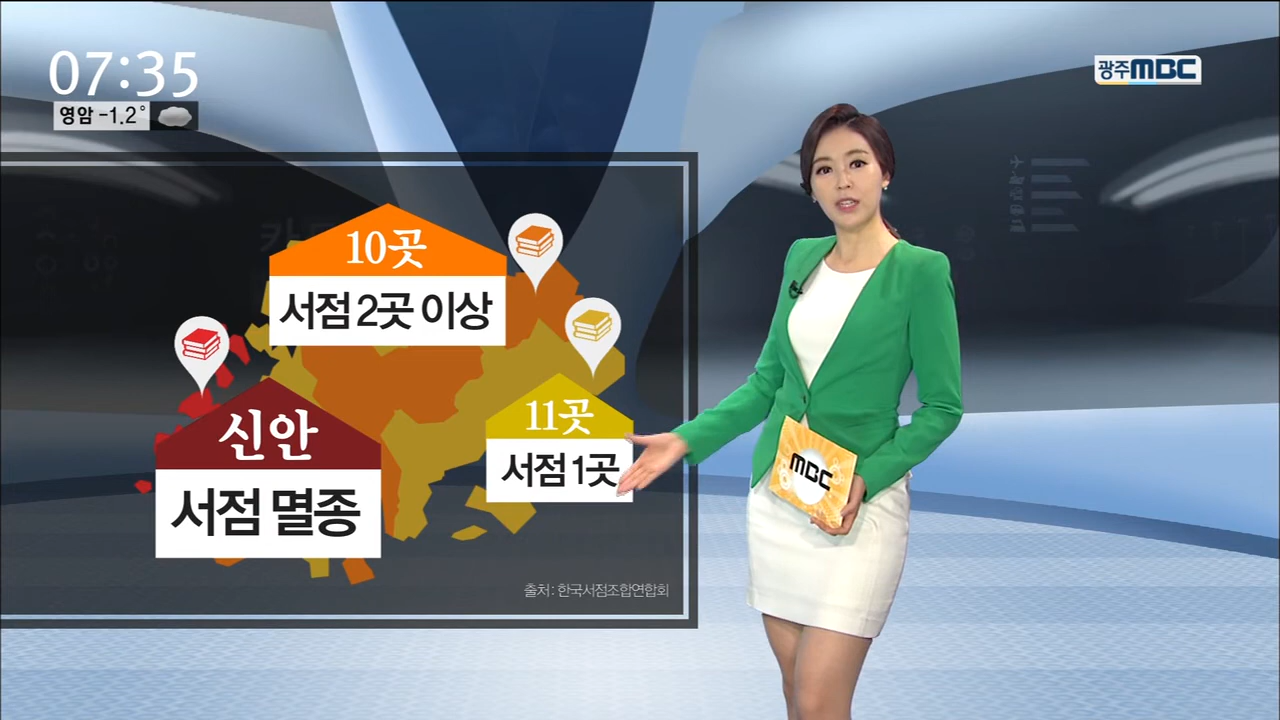 07:35
영암 -1.2°
광주MBC
10곳
서점 2곳 이상
11곳
서점 1곳
신안
서점 멸종
MBC
출처 : 한국서점조합연합회